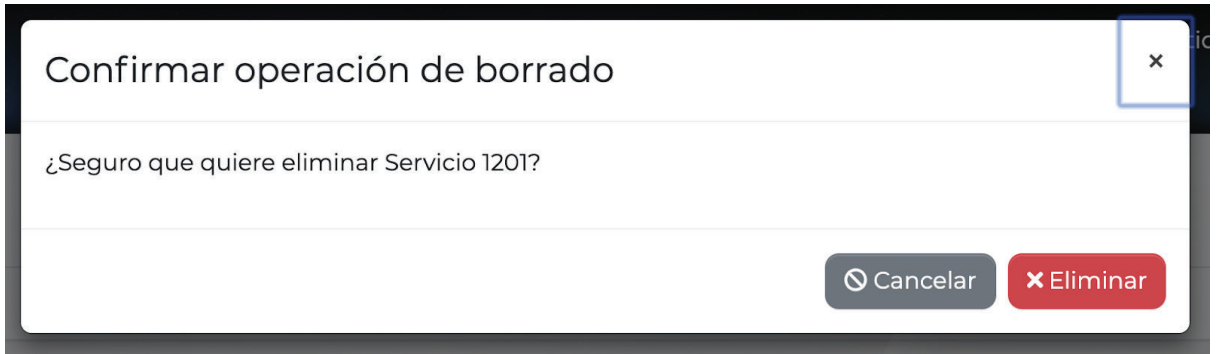 Confirmar operación de borrado
×
¿Seguro que quiere eliminar Servicio 1201?
Cancelar
Eliminar